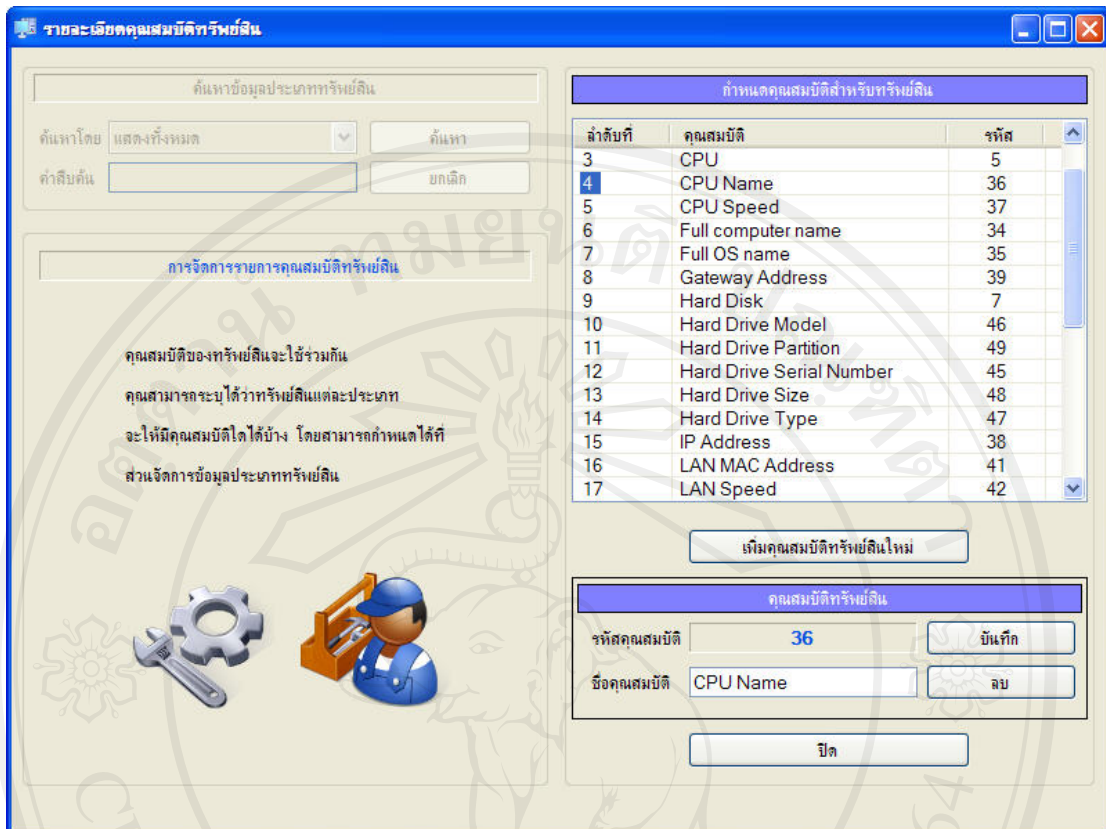 รายละเอียดคุณสมบัติทรัพย์สิน
ค้นหาข้อมูลประเภททรัพย์สิน
ค้นหาโดย แสดงทั้งหมด ค้นหา
คำสืบค้น ยกเลิก
การจัดการรายการคุณสมบัติทรัพย์สิน
คุณสมบัติของทรัพย์สินจะใช้ร่วมกัน
คุณสามารถระบุได้ว่าทรัพย์สินแต่ละประเภท
จะให้มีคุณสมบัติใดได้บ้าง โดยสามารถกำหนดได้ที่
ส่วนจัดการข้อมูลประเภททรัพย์สิน
กำหนดคุณสมบัติสำหรับทรัพย์สิน
ลำดับที่ คุณสมบัติ รหัส
3 CPU 5
4 CPU Name 36
5 CPU Speed 37
6 Full computer name 34
7 Full OS name 35
8 Gateway Address 39
9 Hard Disk 7
10 Hard Drive Model 46
11 Hard Drive Partition 49
12 Hard Drive Serial Number 45
13 Hard Drive Size 48
14 Hard Drive Type 47
15 IP Address 38
16 LAN MAC Address 41
17 LAN Speed 42
เพิ่มคุณสมบัติทรัพย์สินใหม่
คุณสมบัติทรัพย์สิน
รหัสคุณสมบัติ 36 บันทึก
ชื่อคุณสมบัติ CPU Name ลบ
ปิด